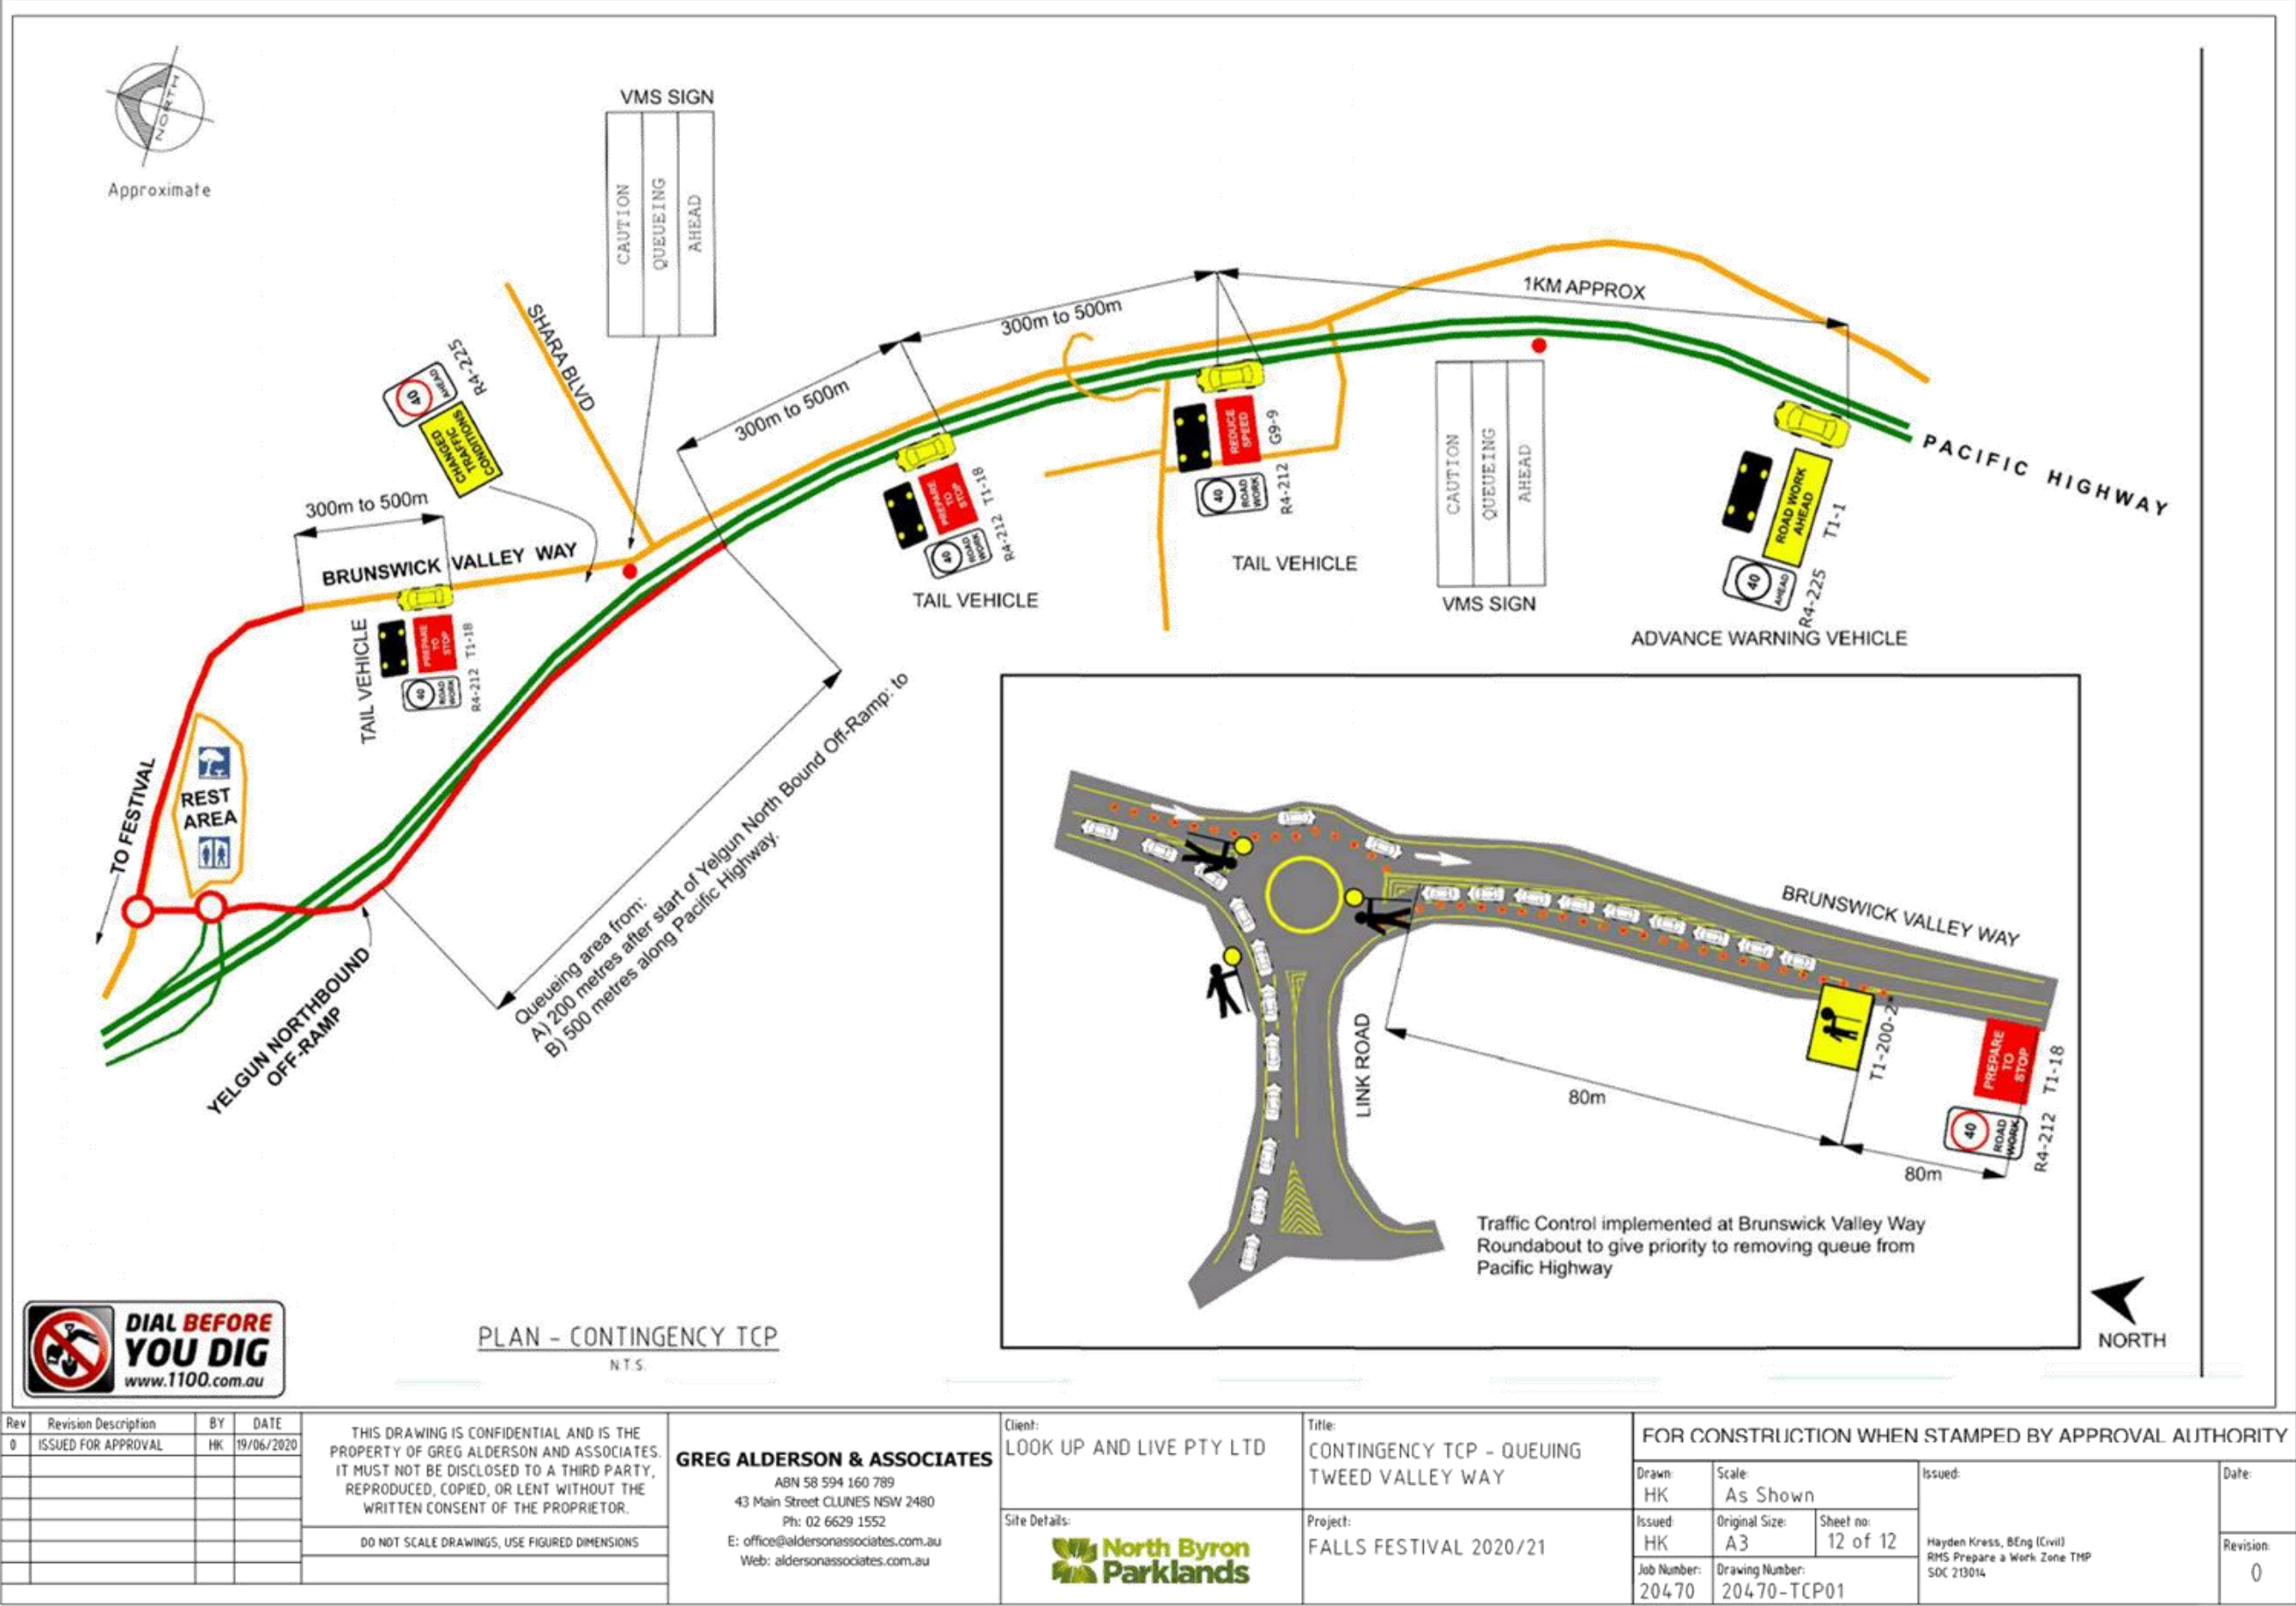 NORTH
Approximate
VMS SIGN
CAUTION
QUEUEING
AHEAD
SHARA BLVD
R4-225
40
AHEAD
CHANGED
TRAFFIC
CONDITIONS
300m to 500m
BRUNSWICK VALLEY WAY
TAIL VEHICLE
PREPARE
TO
STOP
40
ROAD
WORK
R4-212 T1-18
300m to 500m
300m to 500m
1KM APPROX
PREPARE
TO
STOP
40
ROAD
WORK
R4-212 T1-18
TAIL VEHICLE
REDUCE
SPEED
G9-9
40
ROAD
WORK
R4-212
TAIL VEHICLE
CAUTION
QUEUEING
AHEAD
VMS SIGN
ROAD WORK
AHEAD
T1-1
40
AHEAD
R4-225
ADVANCE WARNING VEHICLE
PACIFIC HIGHWAY
TO FESTIVAL
REST
AREA
YELGUN NORTHBOUND
OFF-RAMP
Queueing area from:
A) 200 metres after start of Yelgun North Bound Off-Ramp: to
B) 500 metres along Pacific Highway.
BRUNSWICK VALLEY WAY
LINK ROAD
80m
T1-200-2*
PREPARE
TO
STOP
T1-18
40
ROAD
WORK
R4-212
80m
Traffic Control implemented at Brunswick Valley Way
Roundabout to give priority to removing queue from
Pacific Highway
NORTH
DIAL BEFORE
YOU DIG
www.1100.com.au
PLAN - CONTINGENCY TCP
N.T.S.
Rev Revision Description BY DATE
0 ISSUED FOR APPROVAL HK 19/06/2020
THIS DRAWING IS CONFIDENTIAL AND IS THE
PROPERTY OF GREG ALDERSON AND ASSOCIATES.
IT MUST NOT BE DISCLOSED TO A THIRD PARTY,
REPRODUCED, COPIED, OR LENT WITHOUT THE
WRITTEN CONSENT OF THE PROPRIETOR.
DO NOT SCALE DRAWINGS, USE FIGURED DIMENSIONS
GREG ALDERSON & ASSOCIATES
ABN 58 594 160 789
43 Main Street CLUNES NSW 2480
Ph: 02 6629 1552
E: office@aldersonassociates.com.au
Web: aldersonassociates.com.au
Client:
LOOK UP AND LIVE PTY LTD
Site Details:
North Byron
Parklands
Title:
CONTINGENCY TCP - QUEUING
TWEED VALLEY WAY
Project:
FALLS FESTIVAL 2020/21
FOR CONSTRUCTION WHEN STAMPED BY APPROVAL AUTHORITY
Drawn:
HK
Scale:
As Shown
Issued:
HK
Original Size:
A3
Sheet no:
12 of 12
Job Number:
20470
Drawing Number:
20470-TCP01
Issued:
Hayden Kress, BEng (Civil)
RMS Prepare a Work Zone TMP
SOC 213014
Date:
Revision:
0